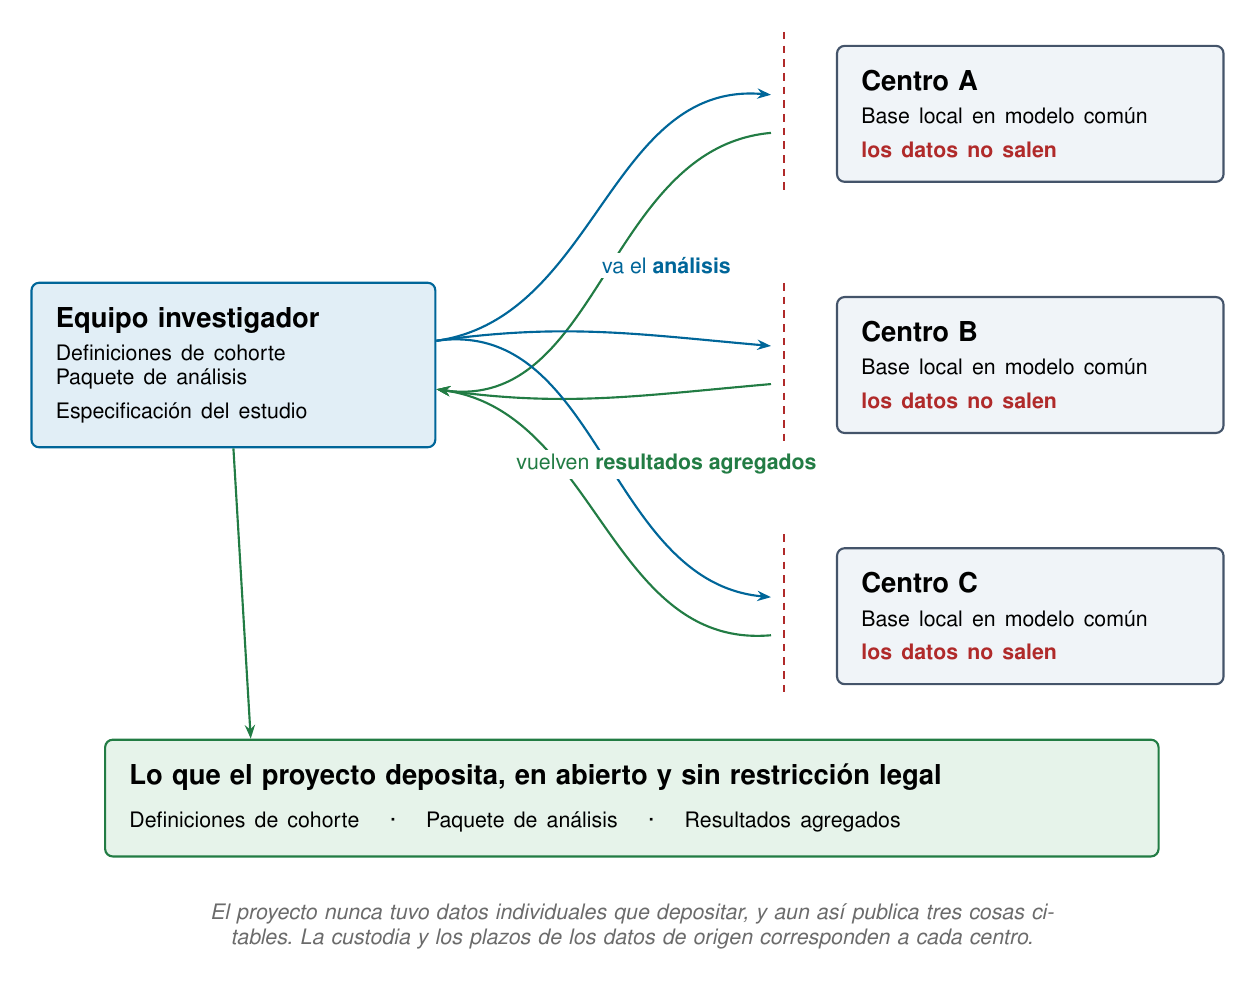 Centro A
Base local en modelo común
los datos no salen
va el análisis
Equipo investigador
Definiciones de cohorte
Paquete de análisis
Especificación del estudio
Centro B
Base local en modelo común
los datos no salen
vuelven resultados agregados
Centro C
Base local en modelo común
los datos no salen
Lo que el proyecto deposita, en abierto y sin restricción legal
Definiciones de cohorte · Paquete de análisis · Resultados agregados
El proyecto nunca tuvo datos individuales que depositar, y aun así publica tres cosas ci-
tables. La custodia y los plazos de los datos de origen corresponden a cada centro.